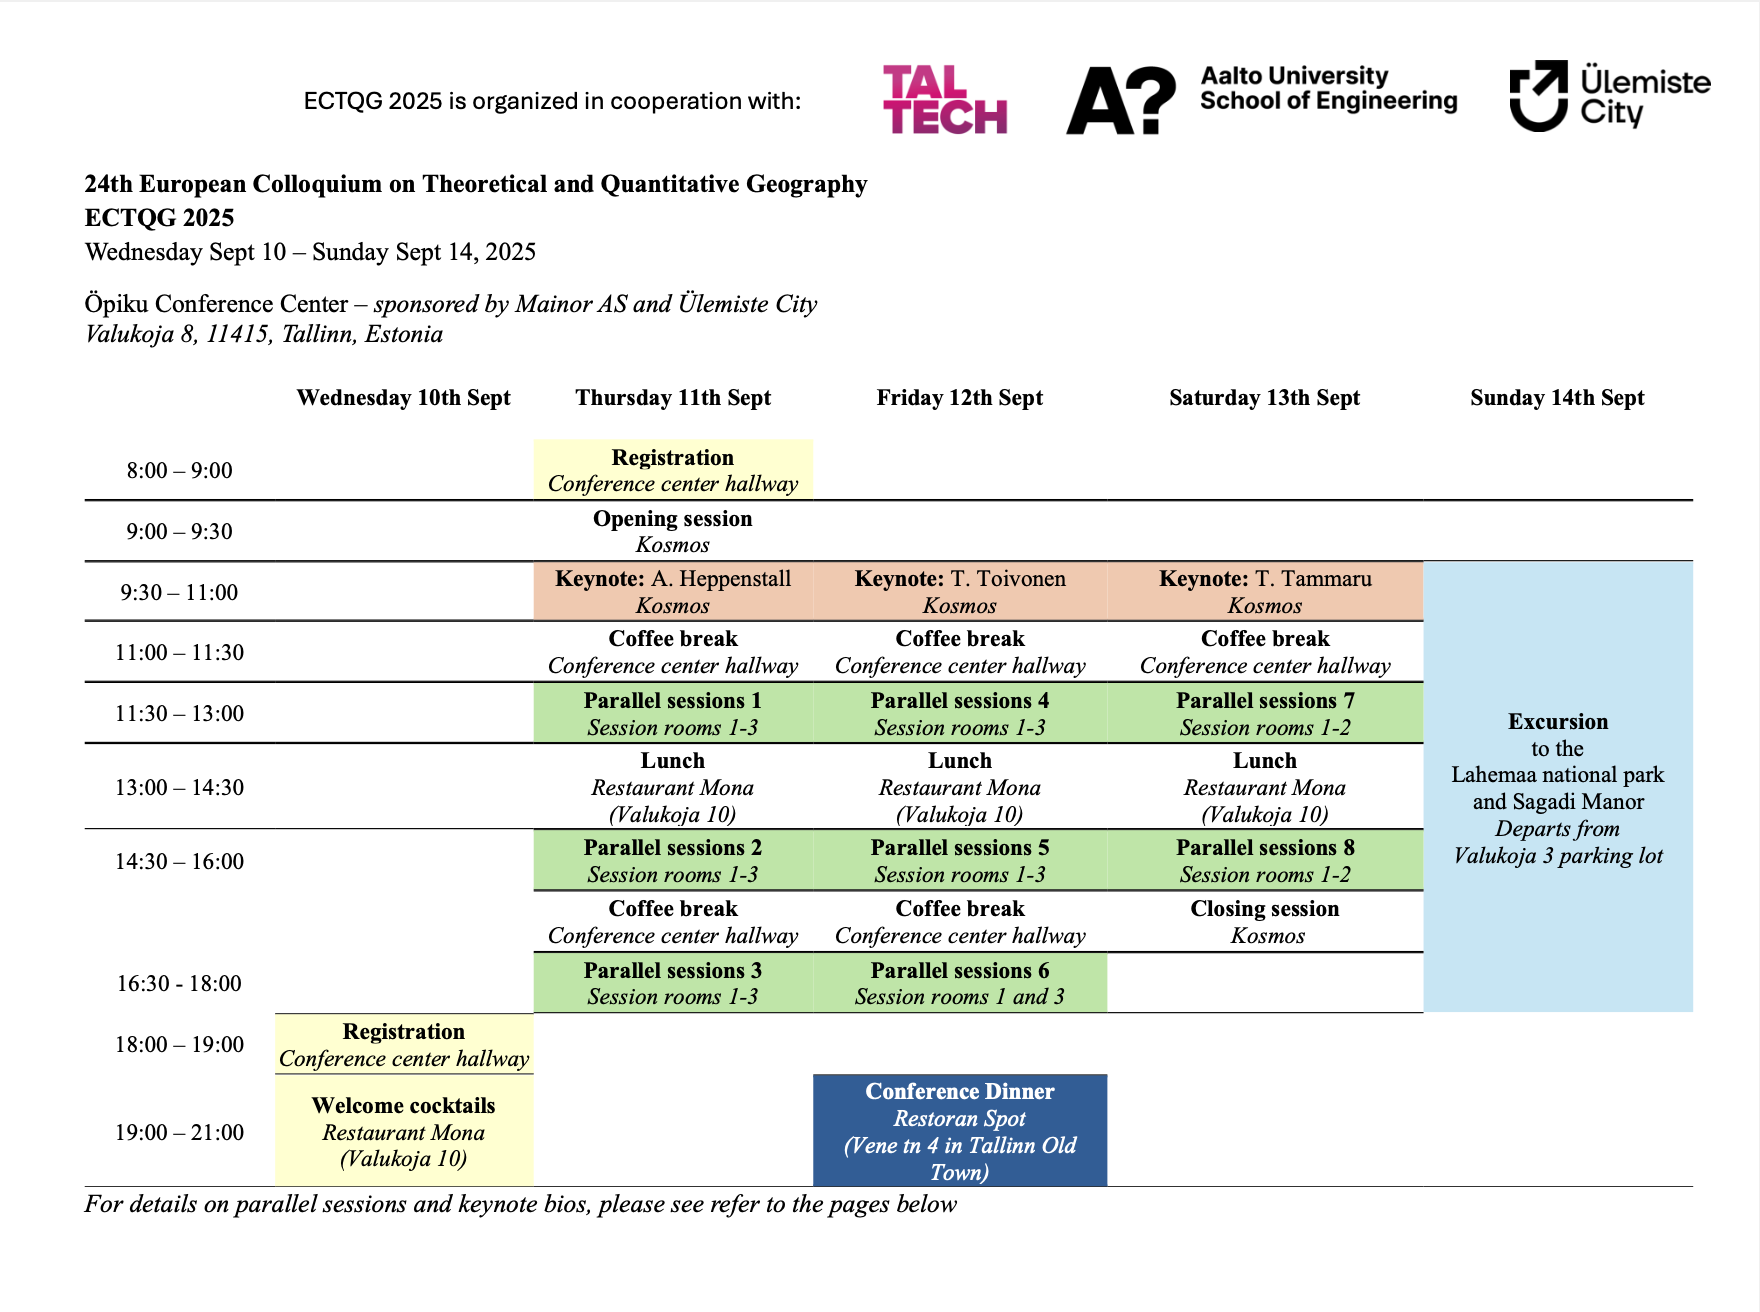 ECTQG 2025 is organized in cooperation with:
TAL
TECH
A?
Aalto University
School of Engineering
Ülemiste
City
24th European Colloquium on Theoretical and Quantitative Geography
ECTQG 2025
Wednesday Sept 10 – Sunday Sept 14, 2025
Öpiku Conference Center – sponsored by Mainor AS and Ülemiste City
Valukoja 8, 11415, Tallinn, Estonia
Wednesday 10th Sept Thursday 11th Sept Friday 12th Sept Saturday 13th Sept Sunday 14th Sept
8:00 – 9:00
Registration
Conference center hallway
9:00 – 9:30
Opening session
Kosmos
9:30 – 11:00
Keynote: A. Heppenstall
Kosmos
Keynote: T. Toivonen
Kosmos
Keynote: T. Tammaru
Kosmos
11:00 – 11:30
Coffee break
Conference center hallway
Coffee break
Conference center hallway
Coffee break
Conference center hallway
11:30 – 13:00
Parallel sessions 1
Session rooms 1-3
Parallel sessions 4
Session rooms 1-3
Parallel sessions 7
Session rooms 1-2
Excursion
to the
Lahemaa national park
and Sagadi Manor
Departs from
Valukoja 3 parking lot
13:00 – 14:30
Lunch
Restaurant Mona
(Valukoja 10)
Lunch
Restaurant Mona
(Valukoja 10)
Lunch
Restaurant Mona
(Valukoja 10)
14:30 – 16:00
Parallel sessions 2
Session rooms 1-3
Parallel sessions 5
Session rooms 1-3
Parallel sessions 8
Session rooms 1-2
Coffee break
Conference center hallway
Coffee break
Conference center hallway
Closing session
Kosmos
16:30 - 18:00
Parallel sessions 3
Session rooms 1-3
Parallel sessions 6
Session rooms 1 and 3
18:00 – 19:00
Registration
Conference center hallway
19:00 – 21:00
Welcome cocktails
Restaurant Mona
(Valukoja 10)
Conference Dinner
Restoran Spot
(Vene tn 4 in Tallinn Old
Town)
For details on parallel sessions and keynote bios, please see refer to the pages below